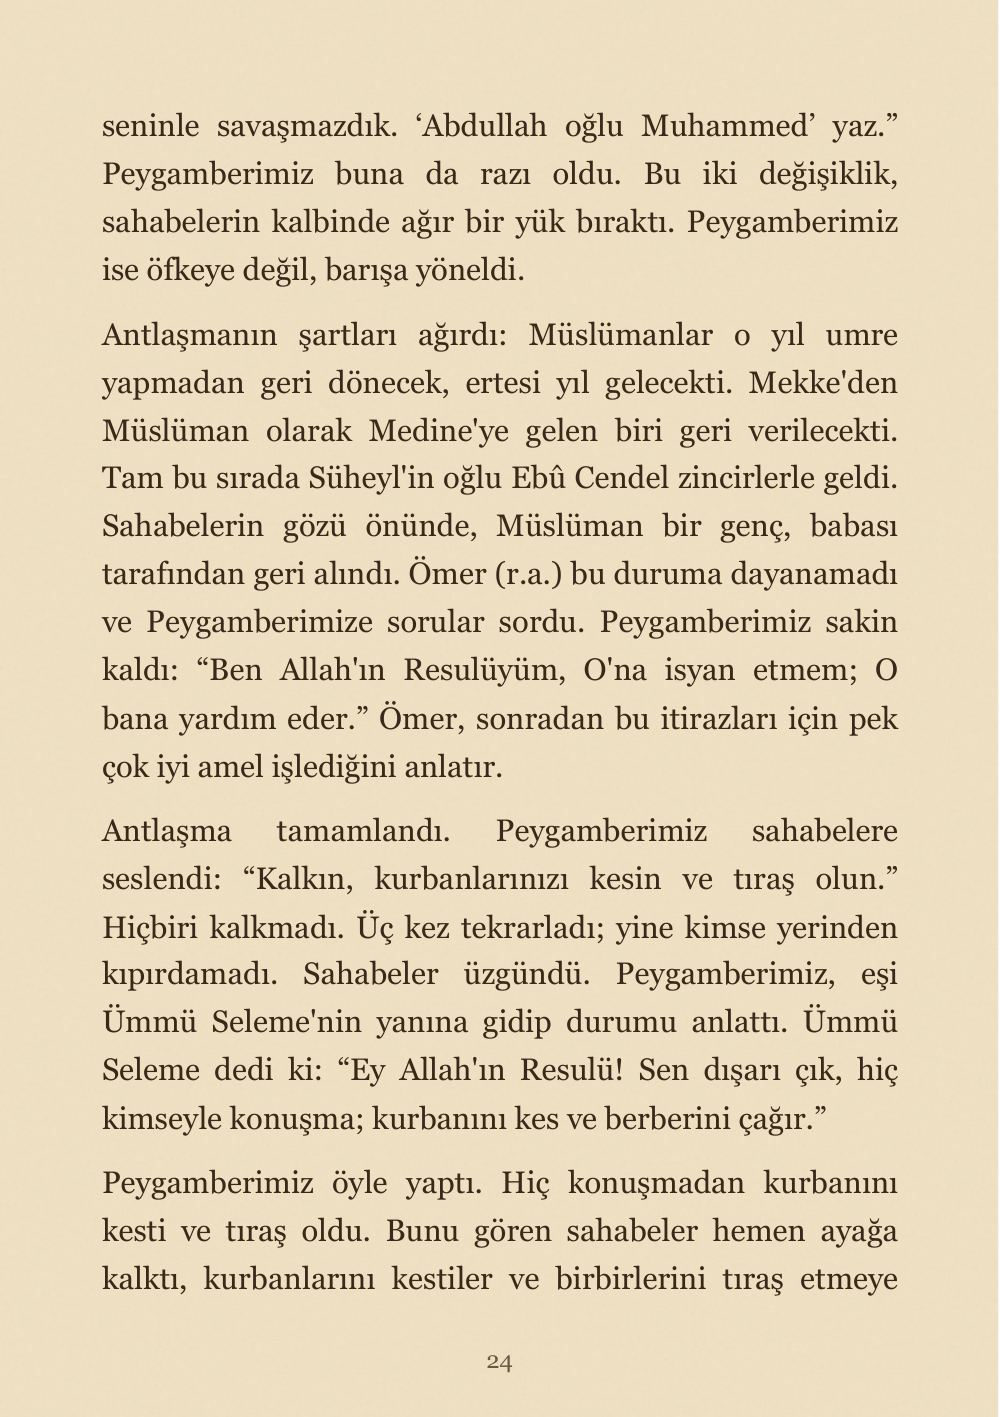 seninle savaşmazdık. ‘Abdullah oğlu Muhammed’ yaz.”
Peygamberimiz buna da razı oldu. Bu iki değişiklik,
sahabelerin kalbinde ağır bir yük bıraktı. Peygamberimiz
ise öfkeye değil, barışa yöneldi.
Antlaşmanın şartları ağırdı: Müslümanlar o yıl umre
yapmadan geri dönecek, ertesi yıl gelecekti. Mekke'den
Müslüman olarak Medine'ye gelen biri geri verilecekti.
Tam bu sırada Süheyl'in oğlu Ebû Cendel zincirlerle geldi.
Sahabelerin gözü önünde, Müslüman bir genç, babası
tarafından geri alındı. Ömer (r.a.) bu duruma dayanamadı
ve Peygamberimize sorular sordu. Peygamberimiz sakin
kaldı: “Ben Allah'ın Resulüyüm, O'na isyan etmem; O
bana yardım eder.” Ömer, sonradan bu itirazları için pek
çok iyi amel işlediğini anlatır.
Antlaşma tamamlandı. Peygamberimiz sahabelere
seslendi: “Kalkın, kurbanlarınızı kesin ve tıraş olun.”
Hiçbiri kalkmadı. Üç kez tekrarladı; yine kimse yerinden
kıpırdamadı. Sahabeler üzgündü. Peygamberimiz, eşi
Ümmü Seleme'nin yanına gidip durumu anlattı. Ümmü
Seleme dedi ki: “Ey Allah'ın Resulü! Sen dışarı çık, hiç
kimseyle konuşma; kurbanını kes ve berberini çağır.”
Peygamberimiz öyle yaptı. Hiç konuşmadan kurbanını
kesti ve tıraş oldu. Bunu gören sahabeler hemen ayağa
kalktı, kurbanlarını kestiler ve birbirlerini tıraş etmeye
24